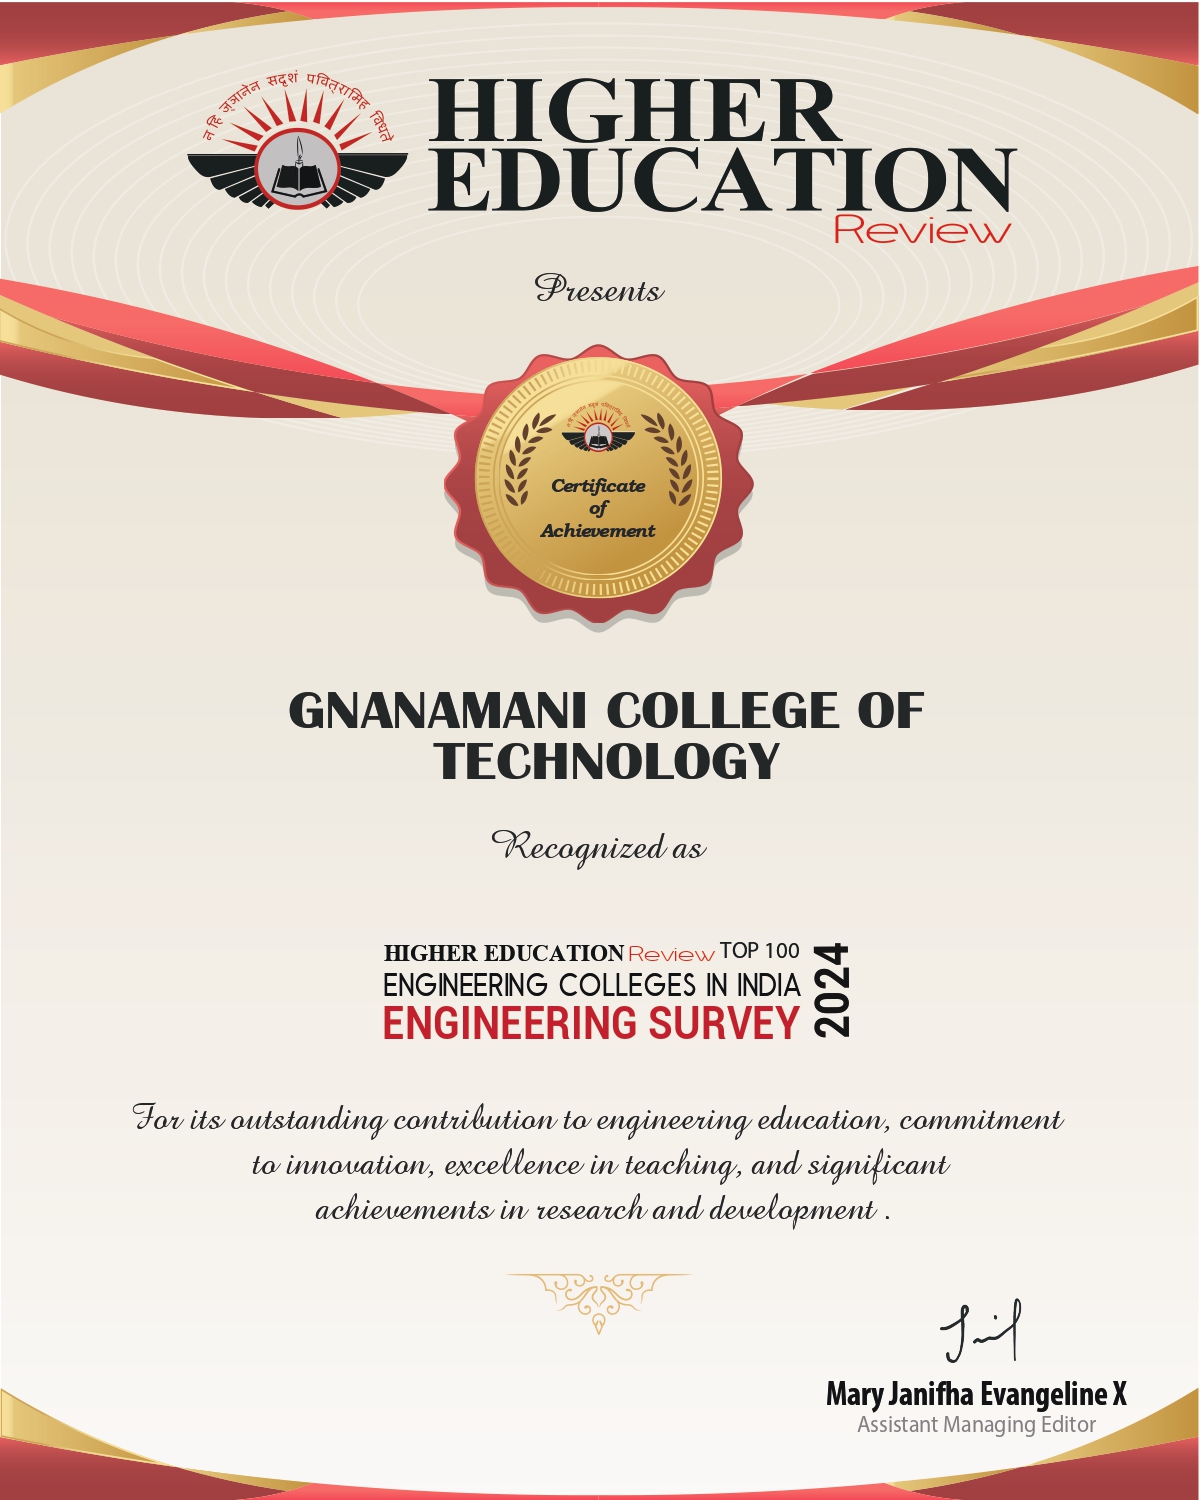 न हि ज्ञानेन सदृशं पवित्रामिह विधते
HIGHER
EDUCATION
Review
Presents
Certificate
of
Achievement
GNANAMANI COLLEGE OF
TECHNOLOGY
Recognized as
HIGHER EDUCATION Review TOP 100
ENGINEERING COLLEGES IN INDIA
ENGINEERING SURVEY
2024
For its outstanding contribution to engineering education, commitment
to innovation, excellence in teaching, and significant
achievements in research and development .
Mary Janifha Evangeline X
Assistant Managing Editor